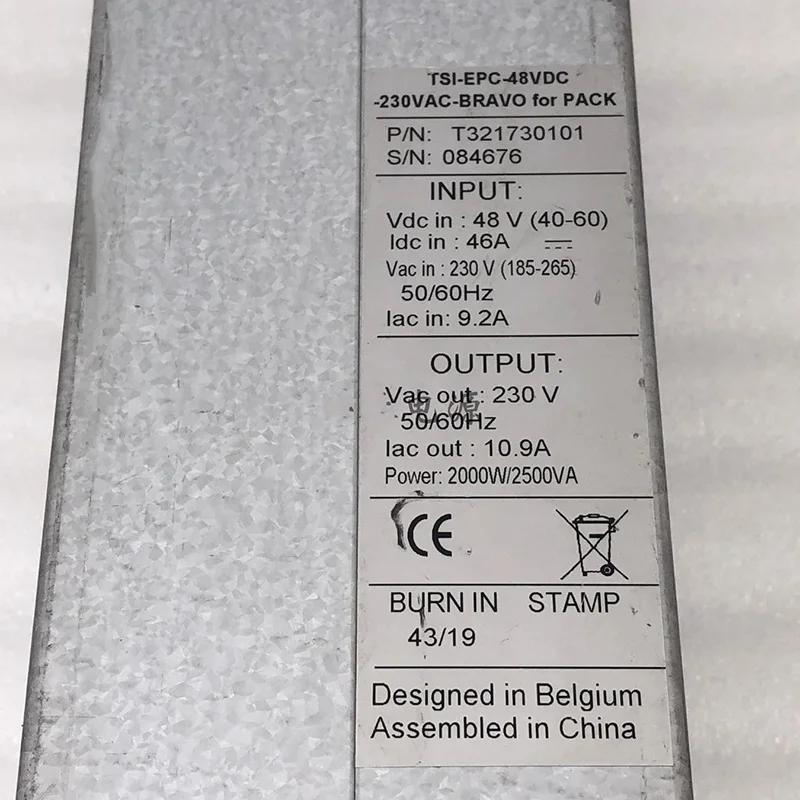 TSI-EPC-48VDC
-230VAC-BRAVO for PACK
P/N: T321730101
S/N: 084676
INPUT:
Vdc in : 48 V (40-60)
Idc in : 46A
Vac in : 230 V (185-265)
50/60Hz
Iac in: 9.2A
OUTPUT:
Vac out : 230 V
电源
50/60Hz
Iac out : 10.9A
Power: 2000W/2500VA
CE
BURN IN STAMP
43/19
Designed in Belgium
Assembled in China